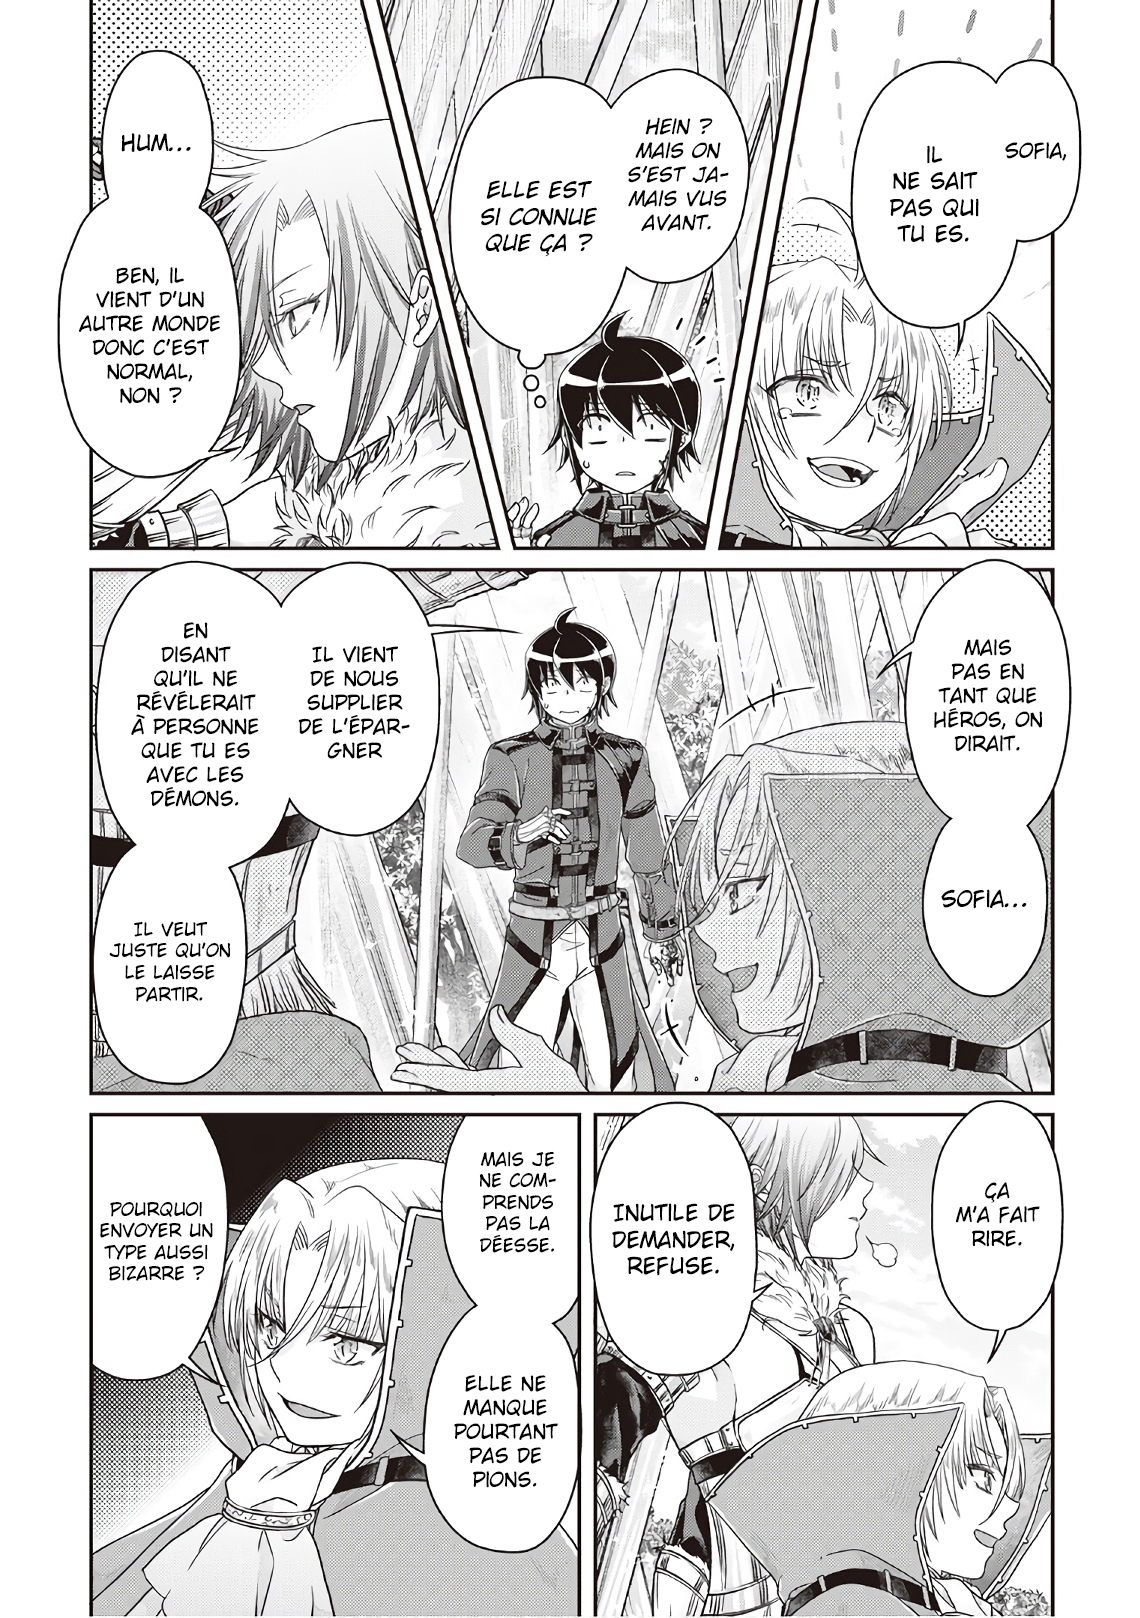 SOFIA,
IL
NE SAIT
PAS QUI
TU ES.
HEIN ?
MAIS ON
S'EST JA-
MAIS VUS
AVANT.
ELLE EST
SI CONNUE
QUE ÇA ?
HUM...
BEN, IL
VIENT D'UN
AUTRE MONDE
DONC C'EST
NORMAL,
NON ?
MAIS
PAS EN
TANT QUE
HÉROS, ON
DIRAIT.
SOFIA...
IL VIENT
DE NOUS
SUPPLIER
DE L'ÉPAR-
GNER
EN
DISANT
QU'IL NE
RÉVÉLERAIT
À PERSONNE
QUE TU ES
AVEC LES
DÉMONS.
IL VEUT
JUSTE QU'ON
LE LAISSE
PARTIR.
ÇA
M'A FAIT
RIRE.
INUTILE DE
DEMANDER,
REFUSE.
MAIS JE
NE COM-
PRENDS
PAS LA
DÉESSE.
ELLE NE
MANQUE
POURTANT
PAS DE
PIONS.
POURQUOI
ENVOYER UN
TYPE AUSSI
BIZARRE ?